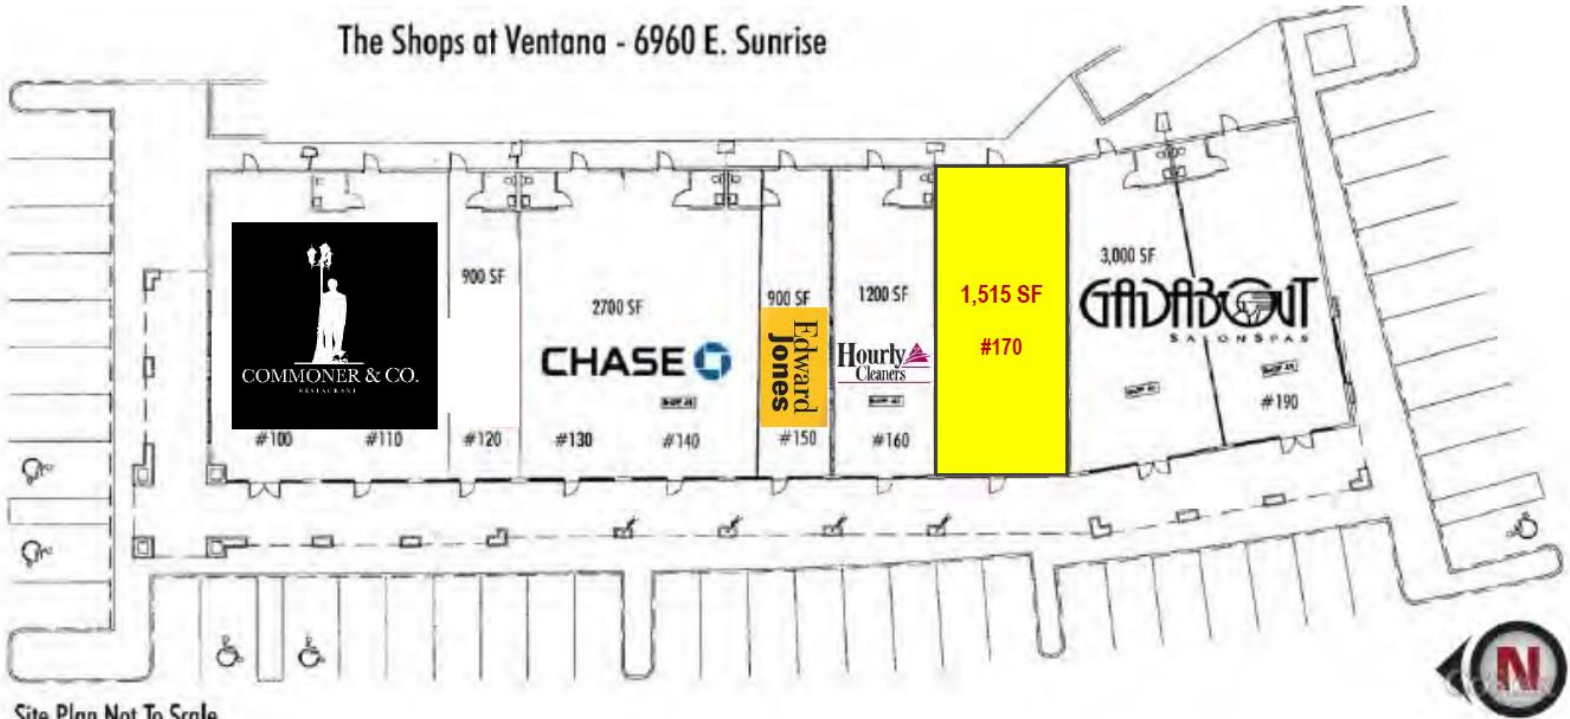 The Shops at Ventana - 6960 E. Sunrise
COMMONER & CO.
RESTAURANT
#100
#110
900 SF
#120
2700 SF
CHASE
#130
#140
900 SF
Edward
Jones
#150
1200 SF
Hourly
Cleaners
#160
1,515 SF
#170
3,000 SF
GADABOUT
SALONSPAS
#190
N
Site Plan Not To Scale